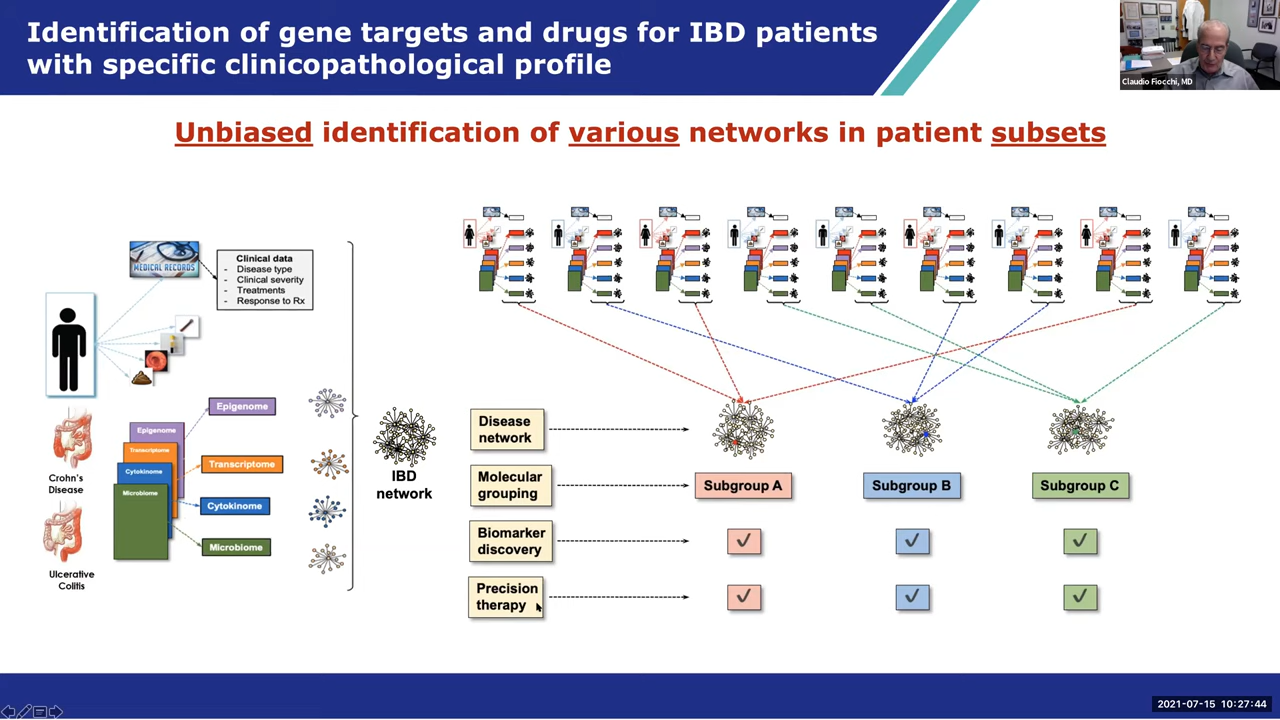 Identification of gene targets and drugs for IBD patients
with specific clinicopathological profile
Claudio Fiocchi, MD
Unbiased identification of various networks in patient subsets
MEDICAL RECORDS
Clinical data
- Disease type
- Clinical severity
- Treatments
- Response to Rx
Crohn's
Disease
Ulcerative
Colitis
Epigenome
Transcriptome
Cytokinome
Microbiome
Epigenome
Transcriptome
Cytokinome
Microbiome
IBD
network
Disease
network
Molecular
grouping
Subgroup A
Subgroup B
Subgroup C
Biomarker
discovery
Precision
therapy
2021-07-15 10:27:44